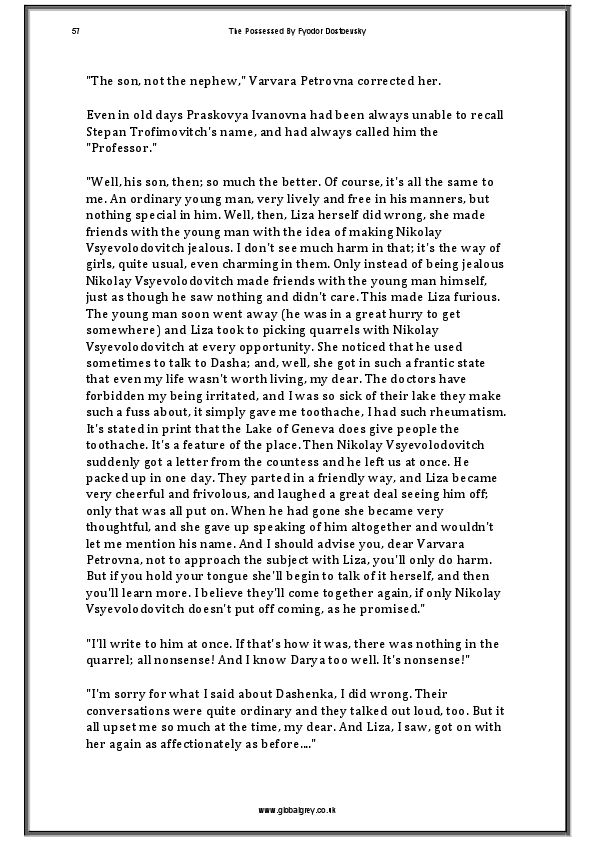 57
The Possessed By Fyodor Dostoevsky
"The son, not the nephew," Varvara Petrovna corrected her.
Even in old days Praskovya Ivanovna had been always unable to recall
Stepan Trofimovitch's name, and had always called him the
"Professor."
"Well, his son, then; so much the better. Of course, it's all the same to
me. An ordinary young man, very lively and free in his manners, but
nothing special in him. Well, then, Liza herself did wrong, she made
friends with the young man with the idea of making Nikolay
Vsyevolodovitch jealous. I don't see much harm in that; it's the way of
girls, quite usual, even charming in them. Only instead of being jealous
Nikolay Vsyevolodovitch made friends with the young man himself,
just as though he saw nothing and didn't care. This made Liza furious.
The young man soon went away (he was in a great hurry to get
somewhere) and Liza took to picking quarrels with Nikolay
Vsyevolodovitch at every opportunity. She noticed that he used
sometimes to talk to Dasha; and, well, she got in such a frantic state
that even my life wasn't worth living, my dear. The doctors have
forbidden my being irritated, and I was so sick of their lake they make
such a fuss about, it simply gave me toothache, I had such rheumatism.
It's stated in print that the Lake of Geneva does give people the
toothache. It's a feature of the place. Then Nikolay Vsyevolodovitch
suddenly got a letter from the countess and he left us at once. He
packed up in one day. They parted in a friendly way, and Liza became
very cheerful and frivolous, and laughed a great deal seeing him off;
only that was all put on. When he had gone she became very
thoughtful, and she gave up speaking of him altogether and wouldn't
let me mention his name. And I should advise you, dear Varvara
Petrovna, not to approach the subject with Liza, you'll only do harm.
But if you hold your tongue she'll begin to talk of it herself, and then
you'll learn more. I believe they'll come together again, if only Nikolay
Vsyevolodovitch doesn't put off coming, as he promised."
"I'll write to him at once. If that's how it was, there was nothing in the
quarrel; all nonsense! And I know Darya too well. It's nonsense!"
"I'm sorry for what I said about Dashenka, I did wrong. Their
conversations were quite ordinary and they talked out loud, too. But it
all upset me so much at the time, my dear. And Liza, I saw, got on with
her again as affectionately as before...."
www.globalgrey.co.uk